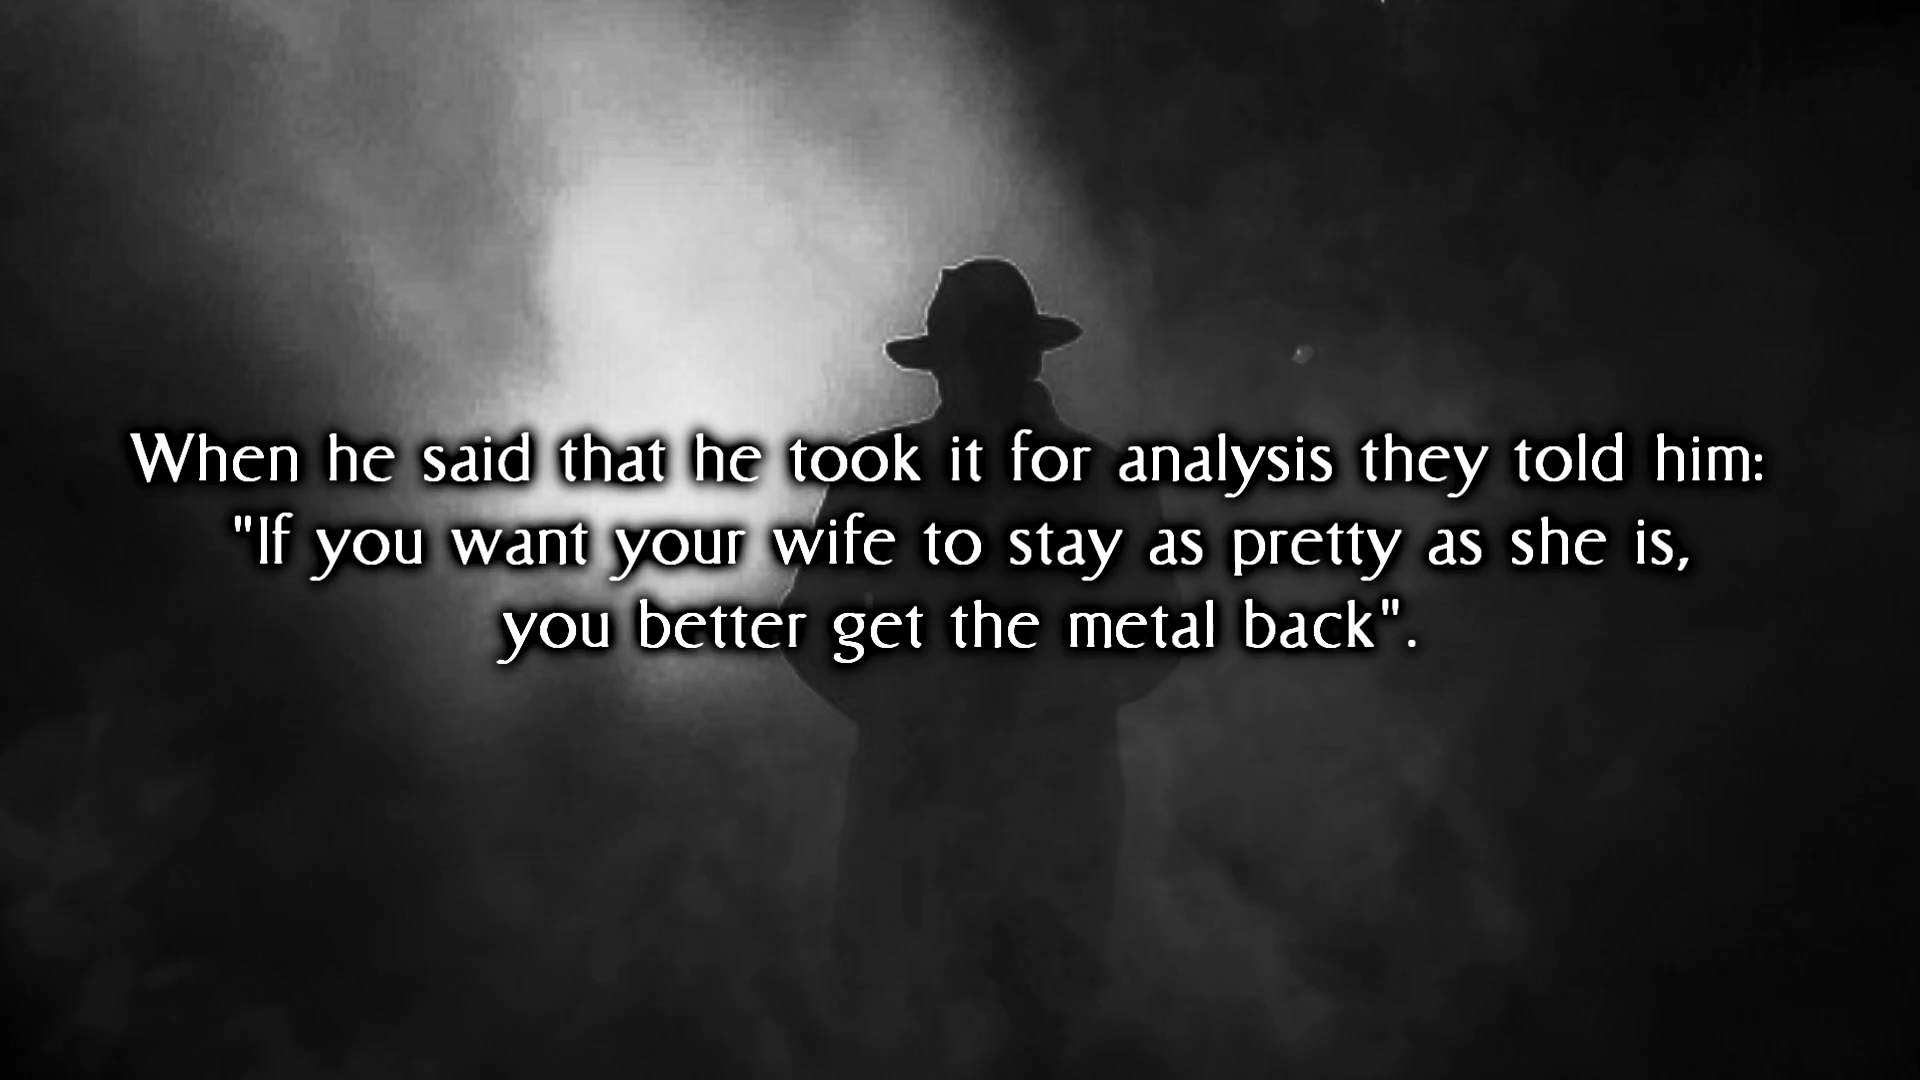 When he said that he took it for analysis they told him:
"If you want your wife to stay as pretty as she is,
you better get the metal back".